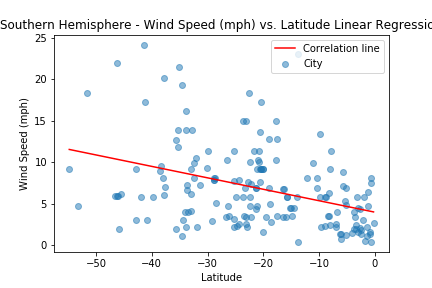 Southern Hemisphere - Wind Speed (mph) vs. Latitude Linear Regressio
25
20
15
10
5
0
Wind Speed (mph)
Correlation line
City
−50
−40
−30
−20
−10
0
Latitude